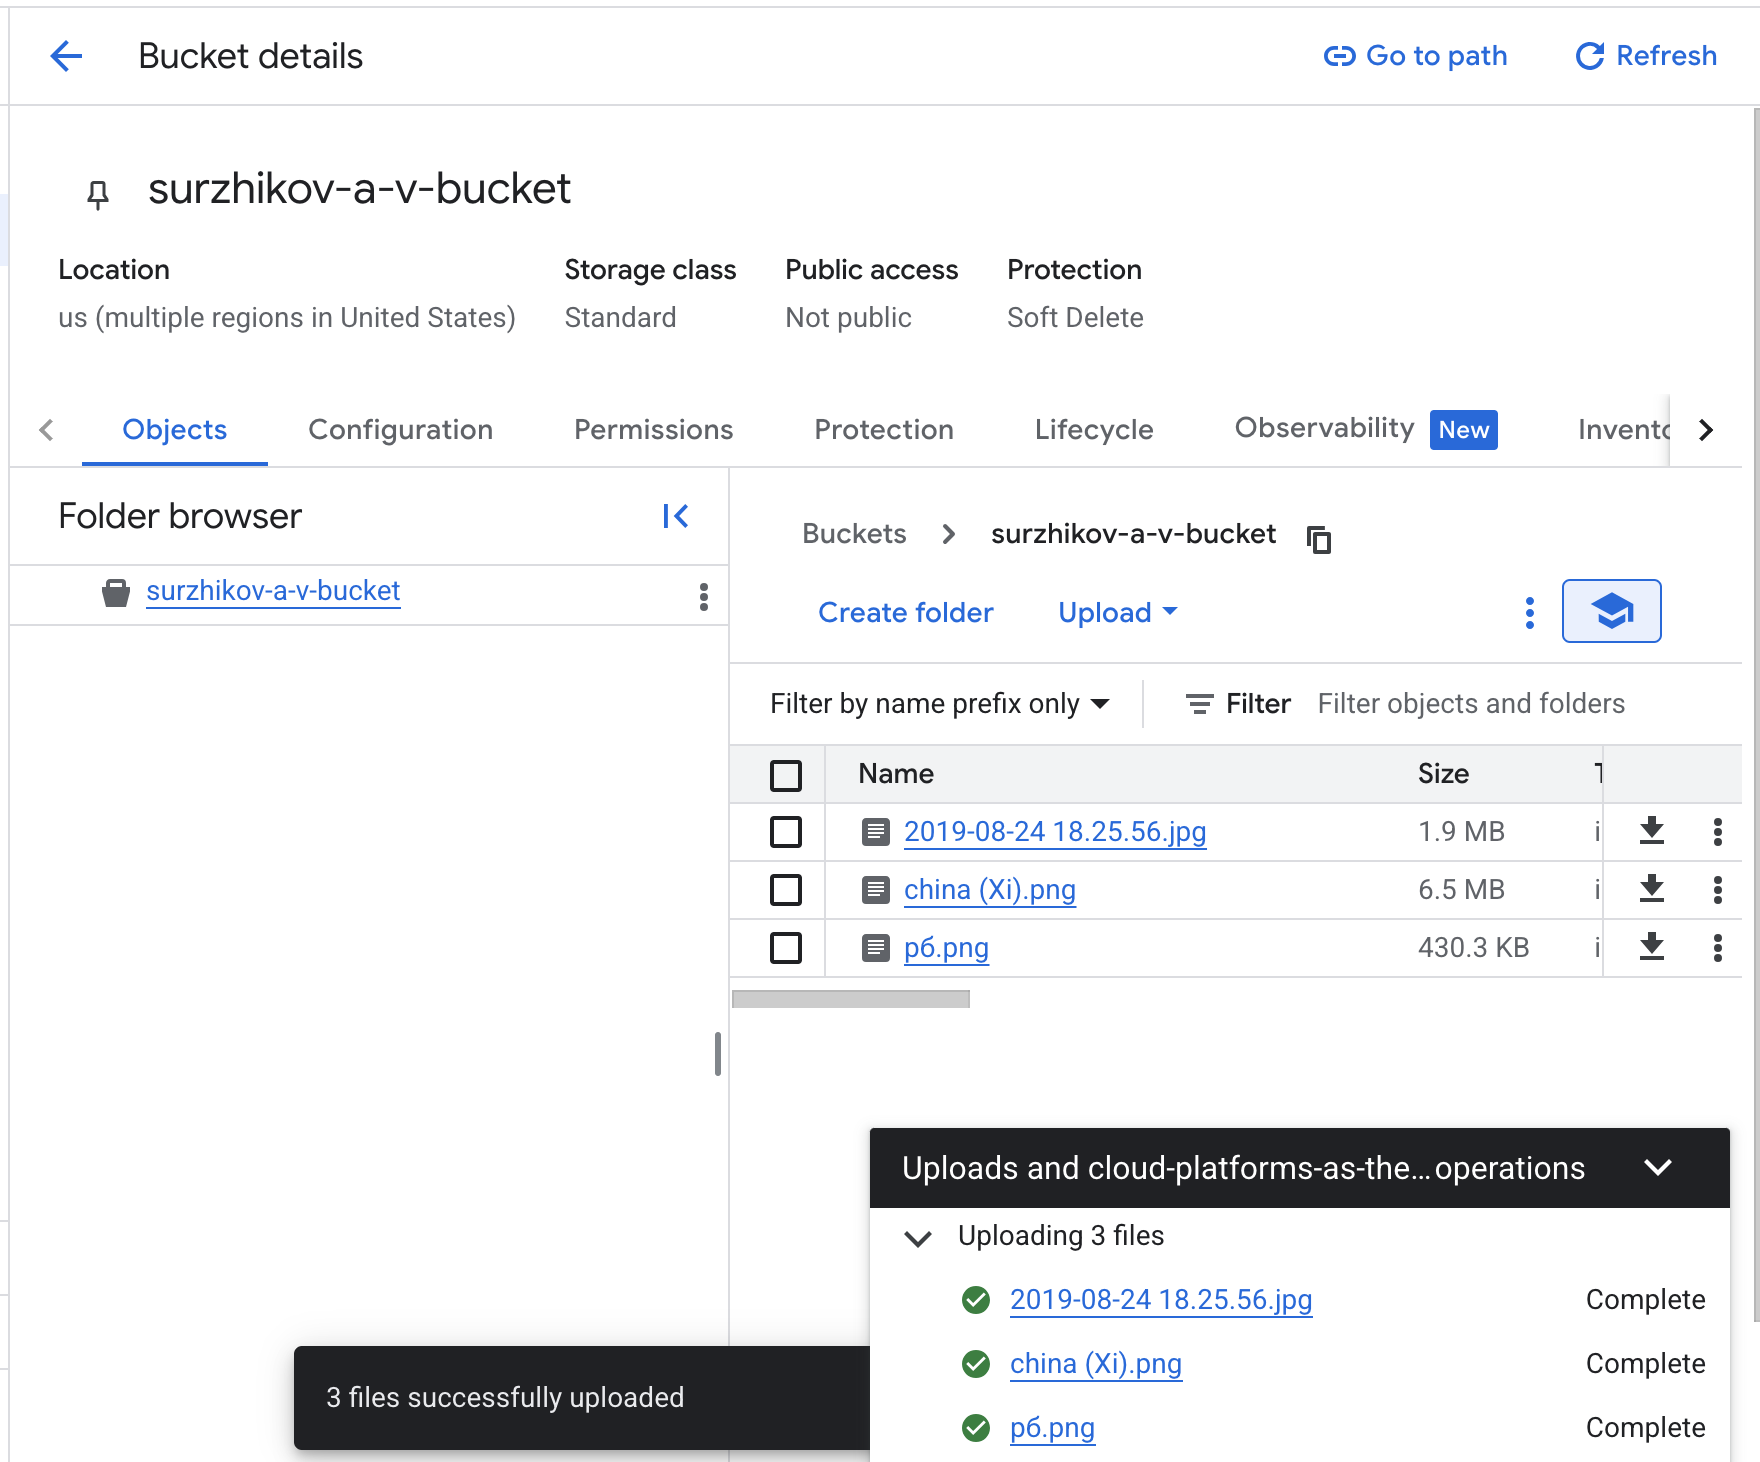 Bucket details
Go to path
Refresh
surzhikov-a-v-bucket
Location Storage class Public access Protection
us (multiple regions in United States) Standard Not public Soft Delete
Objects Configuration Permissions Protection Lifecycle Observability New
Folder browser
surzhikov-a-v-bucket
Buckets surzhikov-a-v-bucket
Create folder Upload
Filter by name prefix only Filter Filter objects and folders
Name Size
2019-08-24 18.25.56.jpg 1.9 MB
china (Xi).png 6.5 MB
рб.png 430.3 KB
Uploads and cloud-platforms-as-the...operations
Uploading 3 files
2019-08-24 18.25.56.jpg Complete
china (Xi).png Complete
рб.png Complete
3 files successfully uploaded